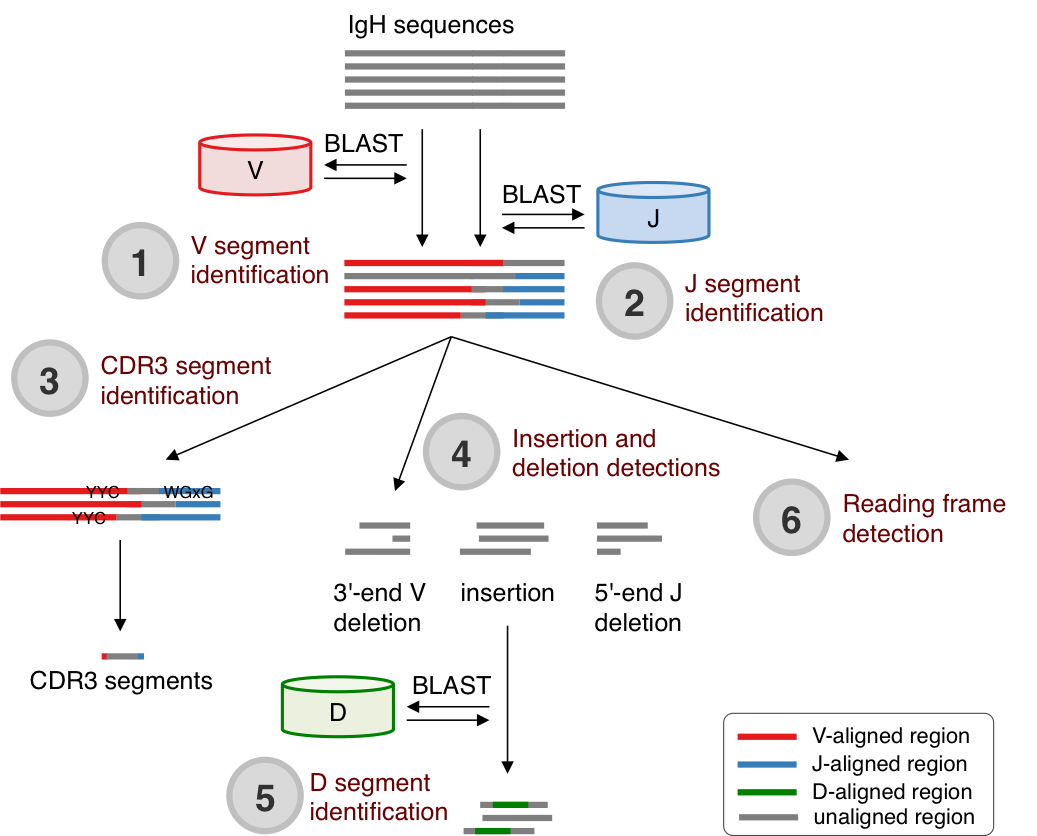 IgH sequences
BLAST
V
BLAST
J
1
V segment
identification
2
J segment
identification
3
CDR3 segment
identification
4
Insertion and
deletion detections
6
Reading frame
detection
YYC
WGxG
YYC
3'-end V
deletion
insertion
5'-end J
deletion
CDR3 segments
BLAST
D
5
D segment
identification
V-aligned region
J-aligned region
D-aligned region
unaligned region